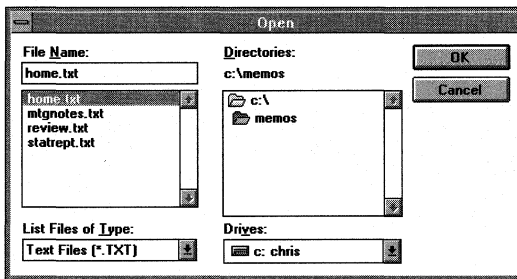 Open
File Name:
home.txt
home.txt
mtgnotes.txt
review.txt
statrept.txt
List Files of Type:
Text Files (*.TXT)
Directories:
c:\memos
c:\
memos
Drives:
c: chris
OK
Cancel